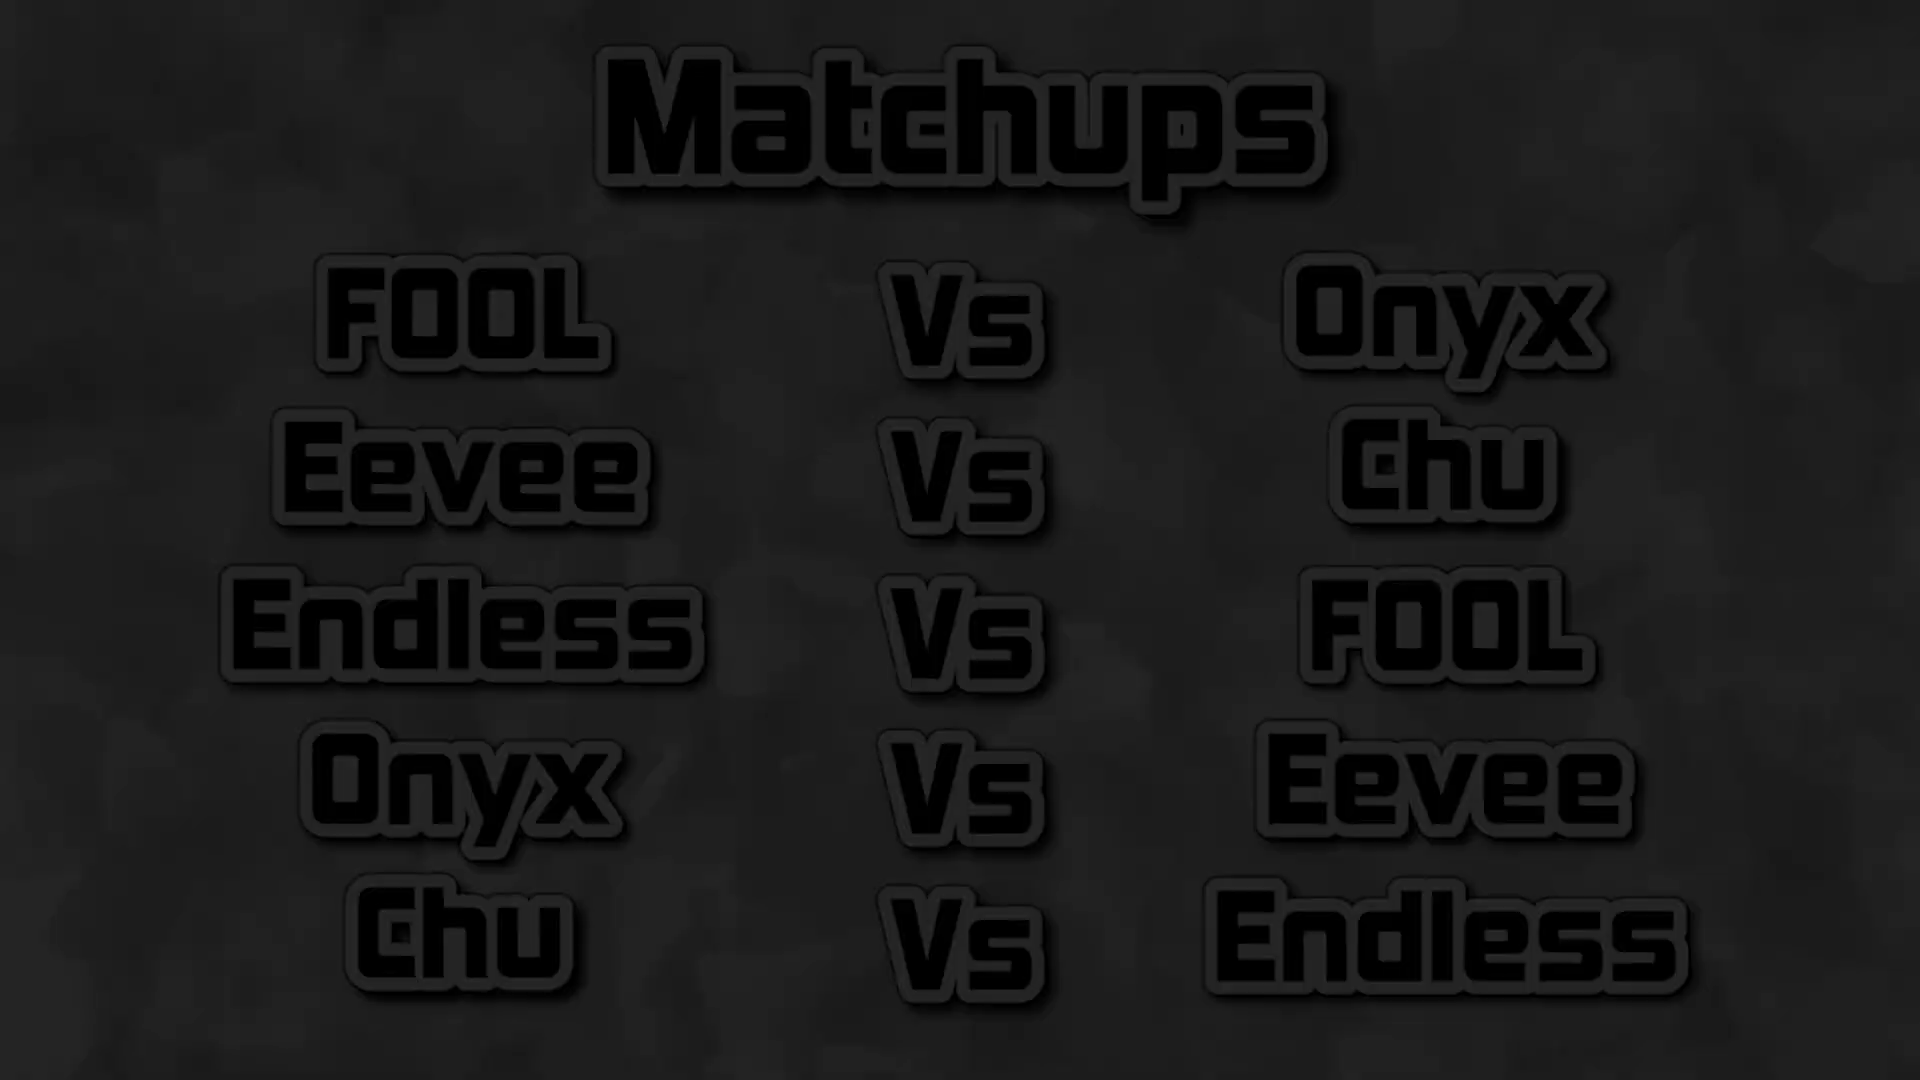 Matchups
FOOL Vs Onyx
Eevee Vs Chu
Endless Vs FOOL
Onyx Vs Eevee
Chu Vs Endless